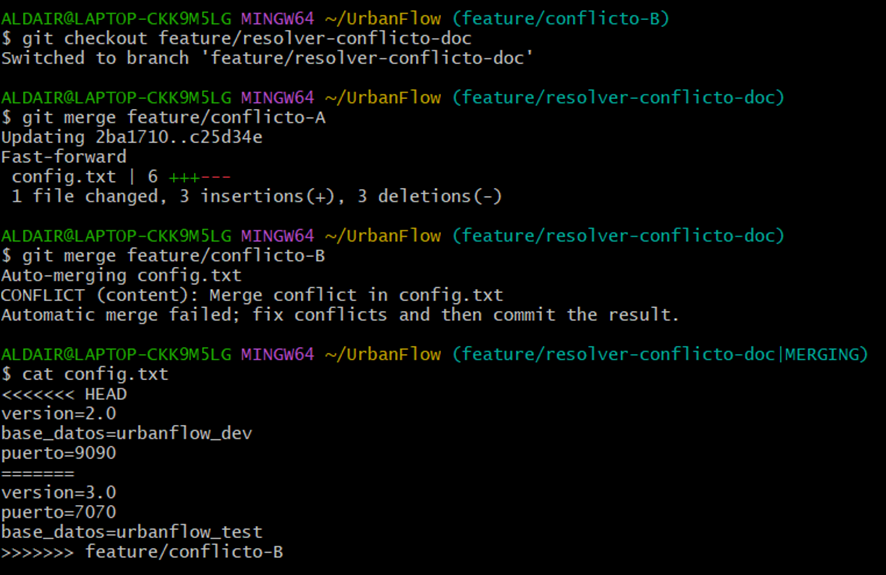 ALDAIR@LAPTOP-CKK9M5LG MINGW64 ~/UrbanFlow (feature/conflicto-B)
$ git checkout feature/resolver-conflicto-doc
Switched to branch 'feature/resolver-conflicto-doc'
ALDAIR@LAPTOP-CKK9M5LG MINGW64 ~/UrbanFlow (feature/resolver-conflicto-doc)
$ git merge feature/conflicto-A
Updating 2ba1710..c25d34e
Fast-forward
 config.txt | 6 +++---
 1 file changed, 3 insertions(+), 3 deletions(-)
ALDAIR@LAPTOP-CKK9M5LG MINGW64 ~/UrbanFlow (feature/resolver-conflicto-doc)
$ git merge feature/conflicto-B
Auto-merging config.txt
CONFLICT (content): Merge conflict in config.txt
Automatic merge failed; fix conflicts and then commit the result.
ALDAIR@LAPTOP-CKK9M5LG MINGW64 ~/UrbanFlow (feature/resolver-conflicto-doc|MERGING)
$ cat config.txt
<<<<<<< HEAD
version=2.0
base_datos=urbanflow_dev
puerto=9090
=======
version=3.0
puerto=7070
base_datos=urbanflow_test
>>>>>>> feature/conflicto-B